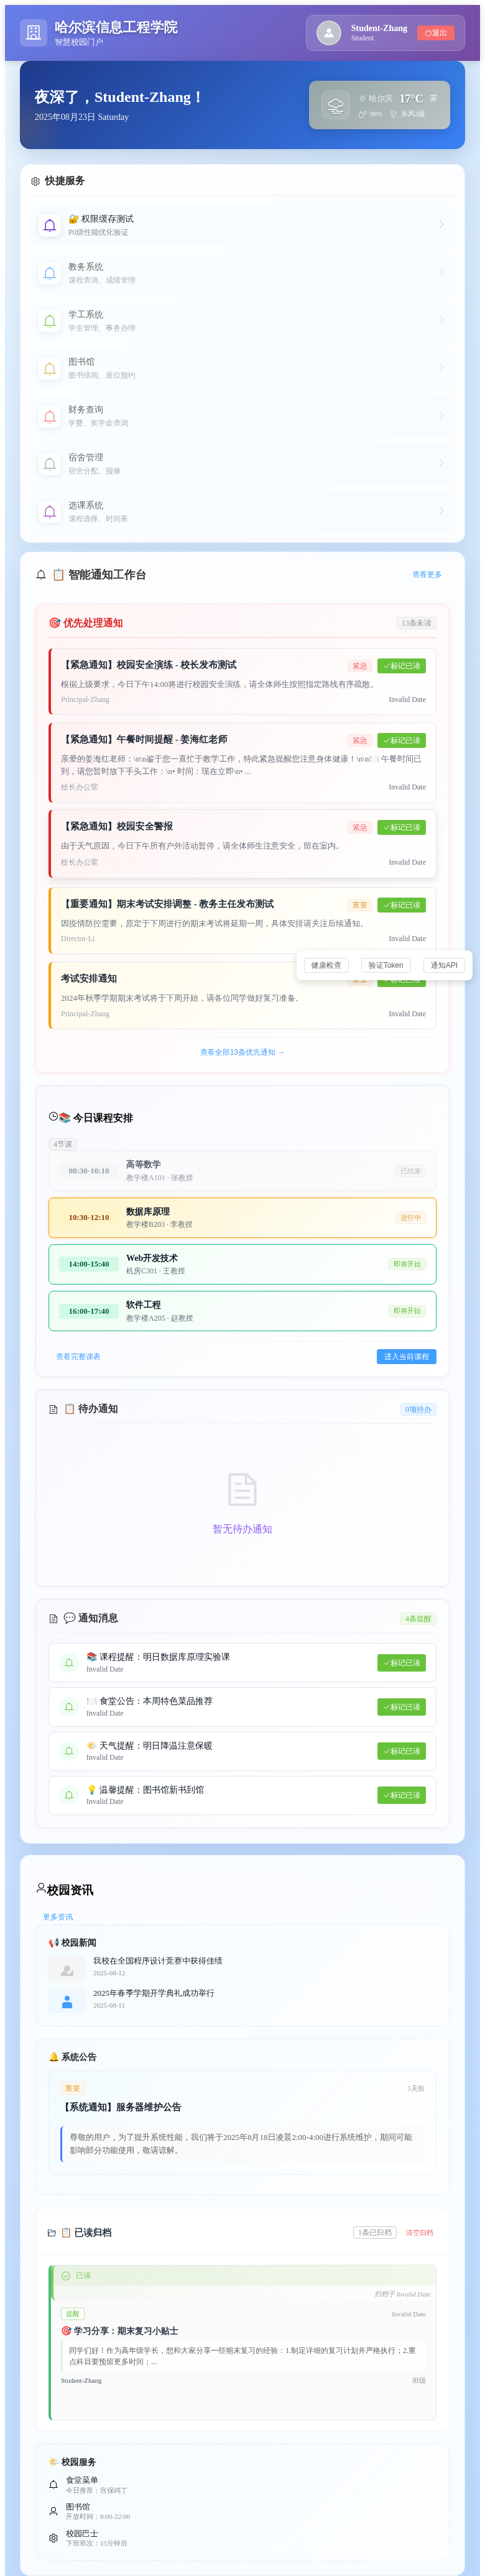 哈尔滨信息工程学院
智慧校园门户
Student-Zhang
Student
退出
夜深了，Student-Zhang！
2025年08月23日 Saturday
哈尔滨 17°C 雾
98% 东风2级
快捷服务
🔐 权限缓存测试
P0级性能优化验证
教务系统
课程查询、成绩管理
学工系统
学生管理、事务办理
图书馆
图书借阅、座位预约
财务查询
学费、奖学金查询
宿舍管理
宿舍分配、报修
选课系统
课程选择、时间表
📋 智能通知工作台 查看更多
🎯 优先处理通知 13条未读
【紧急通知】校园安全演练 - 校长发布测试 紧急 标记已读
根据上级要求，今日下午14:00将进行校园安全演练，请全体师生按照指定路线有序疏散。
Principal-Zhang Invalid Date
【紧急通知】午餐时间提醒 - 姜海红老师 紧急 标记已读
亲爱的姜海红老师：\n\n鉴于您一直忙于教学工作，特此紧急提醒您注意身体健康！\n\n🍽️ 午餐时间已
到，请您暂时放下手头工作：\n• 时间：现在立即\n• ...
校长办公室 Invalid Date
【紧急通知】校园安全警报 紧急 标记已读
由于天气原因，今日下午所有户外活动暂停，请全体师生注意安全，留在室内。
校长办公室 Invalid Date
【重要通知】期末考试安排调整 - 教务主任发布测试 重要 标记已读
因疫情防控需要，原定于下周进行的期末考试将延期一周，具体安排请关注后续通知。
Director-Li Invalid Date
健康检查 验证Token 通知API
考试安排通知 重要 标记已读
2024年秋季学期期末考试将于下周开始，请各位同学做好复习准备。
Principal-Zhang Invalid Date
查看全部13条优先通知 →
📚 今日课程安排
4节课
08:30-10:10 高等数学 已结束
教学楼A101 · 张教授
10:30-12:10 数据库原理 进行中
教学楼B203 · 李教授
14:00-15:40 Web开发技术 即将开始
机房C301 · 王教授
16:00-17:40 软件工程 即将开始
教学楼A205 · 赵教授
查看完整课表 进入当前课程
📋 待办通知 0项待办
暂无待办通知
💬 通知消息 4条提醒
📚 课程提醒：明日数据库原理实验课 标记已读
Invalid Date
🍽️ 食堂公告：本周特色菜品推荐 标记已读
Invalid Date
🌤️ 天气提醒：明日降温注意保暖 标记已读
Invalid Date
💡 温馨提醒：图书馆新书到馆 标记已读
Invalid Date
校园资讯
更多资讯
📢 校园新闻
我校在全国程序设计竞赛中获得佳绩
2025-08-12
2025年春季学期开学典礼成功举行
2025-08-11
🔔 系统公告
重要 5天前
【系统通知】服务器维护公告
尊敬的用户，为了提升系统性能，我们将于2025年8月18日凌晨2:00-4:00进行系统维护，期间可能
影响部分功能使用，敬请谅解。
📋 已读归档 1条已归档 清空归档
已读
归档于 Invalid Date
提醒 Invalid Date
🎯 学习分享：期末复习小贴士
同学们好！作为高年级学长，想和大家分享一些期末复习的经验：1.制定详细的复习计划并严格执行；2.重
点科目要预留更多时间；...
Student-Zhang 班级
🌤️ 校园服务
食堂菜单
今日推荐：宫保鸡丁
图书馆
开放时间：8:00-22:00
校园巴士
下班班次：15分钟后